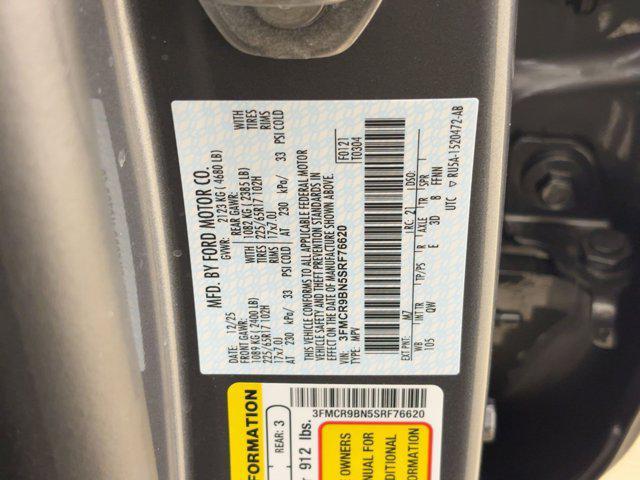 MFD. BY FORD MOTOR CO.
DATE: 12/25
GVWR: 2123 KG ( 4680 LB)
FRONT GAWR:
1089 KG ( 2400 LB)
225/65R17 102H
17x7.0J
AT 230 kPa/ 33 PSI COLD
WITH
TIRES
RIMS
REAR GAWR:
1082 KG ( 2385 LB)
225/65R17 102H
17x7.0J
AT 230 kPa/ 33 PSI COLD
WITH
TIRES
RIMS
THIS VEHICLE CONFORMS TO ALL APPLICABLE FEDERAL MOTOR
VEHICLE SAFETY AND THEFT PREVENTION STANDARDS IN
EFFECT ON THE DATE OF MANUFACTURE SHOWN ABOVE.
VIN: 3FMCR9BN5SRF76620
TYPE: MPV
F0121
T0304
EXT PNT: M7 RC: 21 DSO:
WB INT TR TP/PS R AXLE TR SPR
105 QW E 3D B FFNN
UTC ▽ RU5A-1520472-AB
3FMCR9BN5SRF76620
FORMATION
REAR: 3
912 lbs.
OWNERS
NUAL FOR
DITIONAL